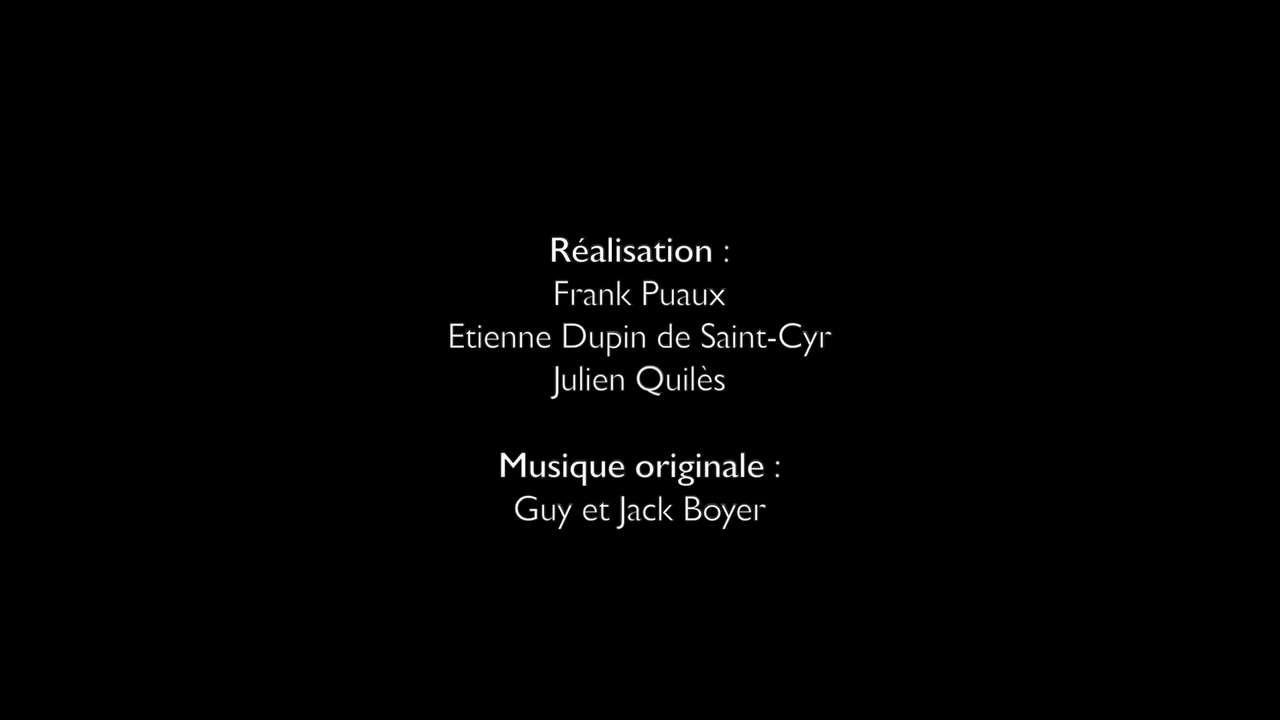 Réalisation :
Frank Puaux
Etienne Dupin de Saint-Cyr
Julien Quilès
Musique originale :
Guy et Jack Boyer